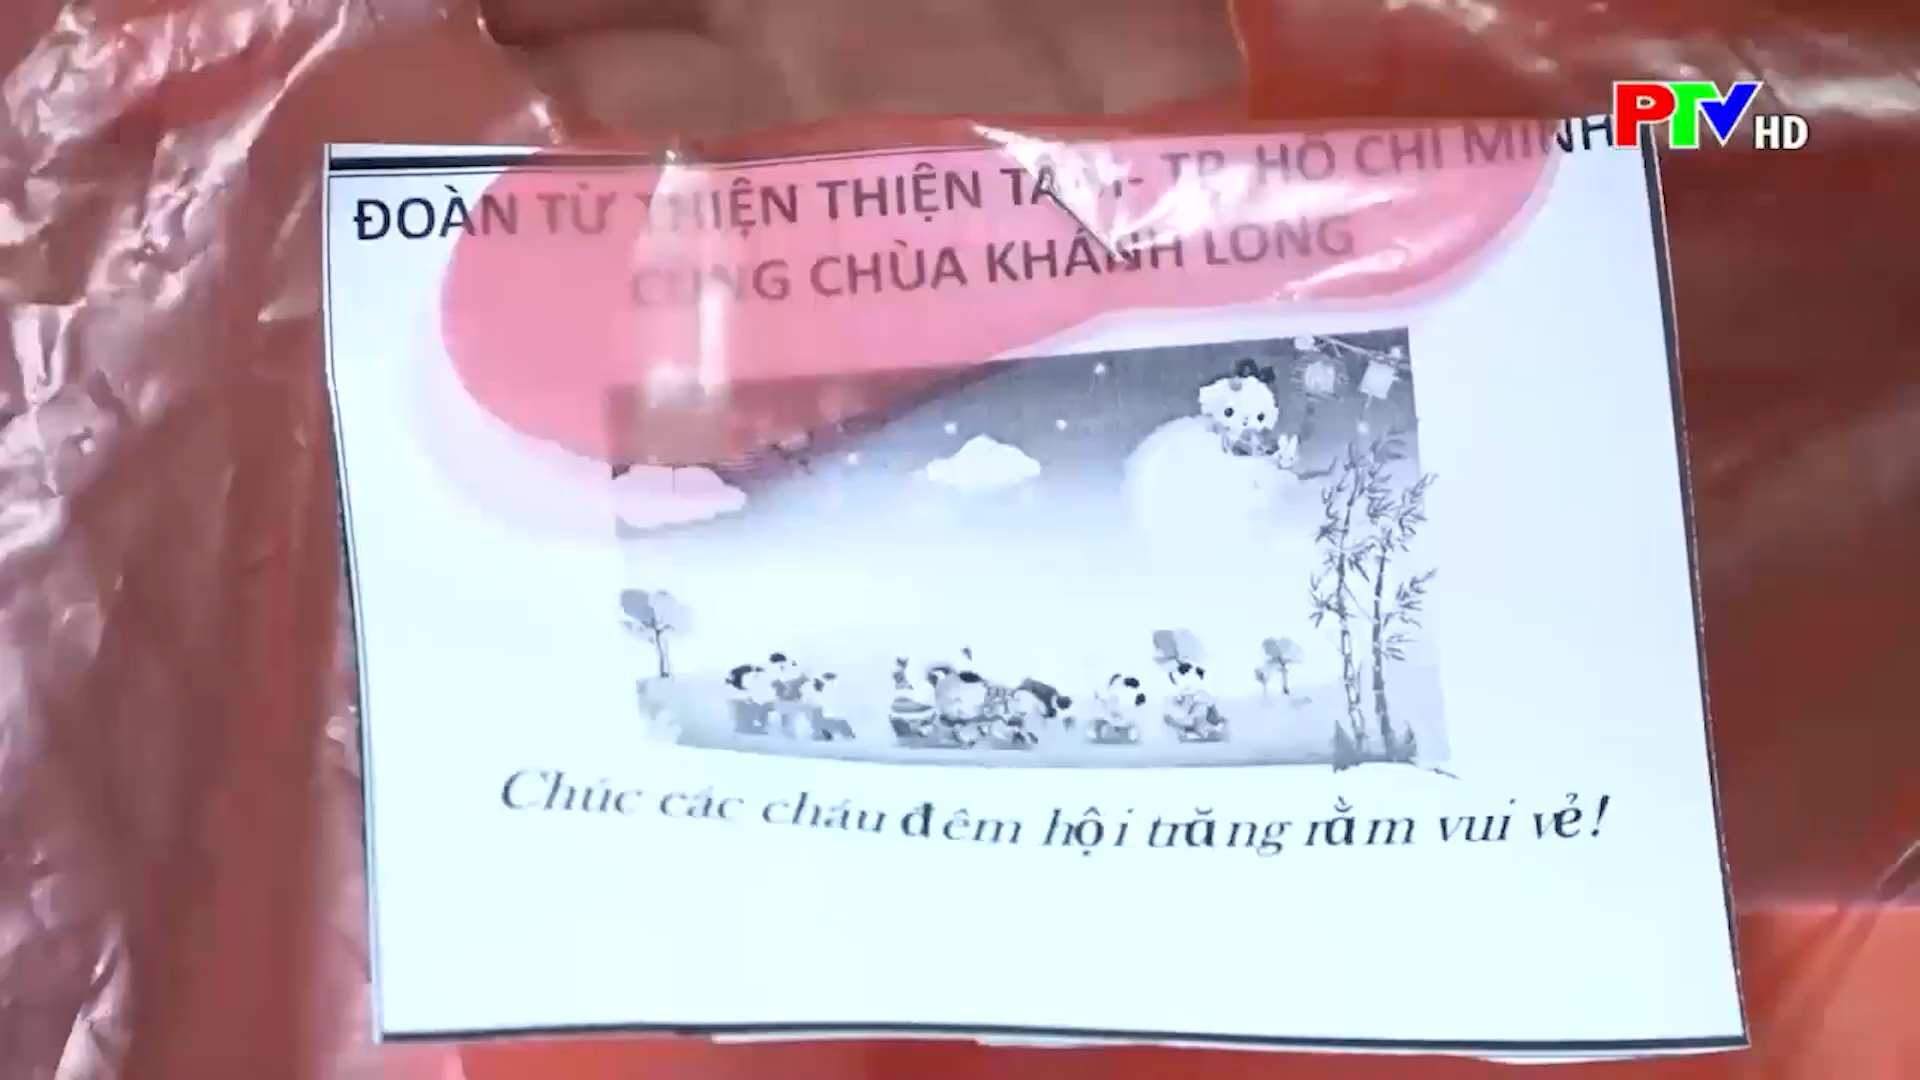 PTV HD
ĐOÀN TỪ THIỆN THIỆN TÂM- TP. HỒ CHÍ MINH
CÙNG CHÙA KHÁNH LONG
Chúc các cháu đêm hội trăng rằm vui vẻ!